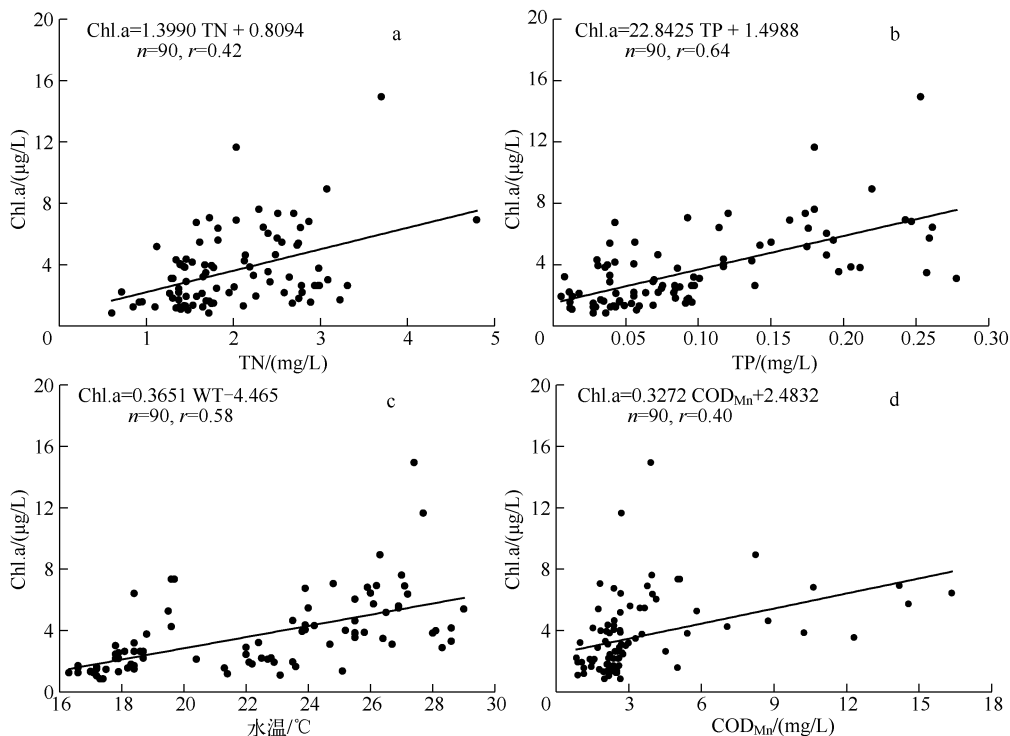 Chl.a=1.3990 TN + 0.8094
n=90, r=0.42
a
20
16
12
8
4
0
1
2
3
4
5
Chl.a/(μg/L)
TN/(mg/L)
Chl.a=22.8425 TP + 1.4988
n=90, r=0.64
b
20
16
12
8
4
0
0.05
0.10
0.15
0.20
0.25
0.30
Chl.a/(μg/L)
TP/(mg/L)
Chl.a=0.3651 WT−4.465
n=90, r=0.58
c
20
16
12
8
4
0
16
18
20
22
24
26
28
30
Chl.a/(μg/L)
水温/℃
Chl.a=0.3272 CODMn+2.4832
n=90, r=0.40
d
20
16
12
8
4
0
3
6
9
12
15
18
Chl.a/(μg/L)
CODMn/(mg/L)